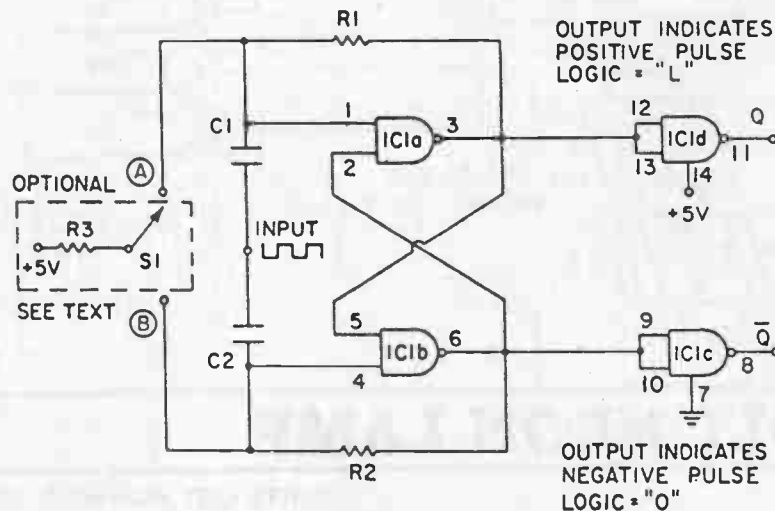 R1
OUTPUT INDICATES
POSITIVE PULSE
LOGIC = "L"
C1
1
2
IC1a
3
12
13
IC1d
14
11
Q
+5V
OPTIONAL
A
R3
+5V
S1
INPUT
SEE TEXT
B
C2
5
4
IC1b
6
9
10
IC1c
7
8
Q̅
R2
OUTPUT INDICATES
NEGATIVE PULSE
LOGIC = "0"